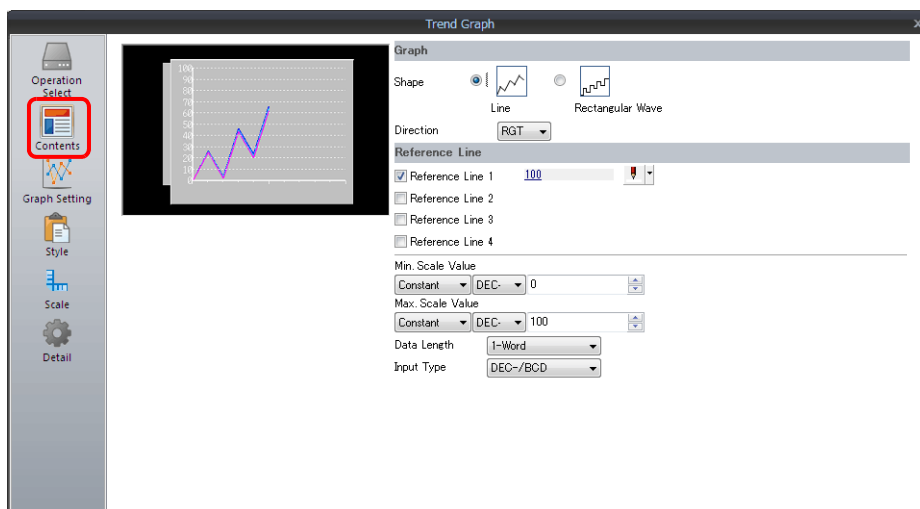 Trend Graph
x
Operation
Select
Contents
Graph Setting
Style
Scale
Detail
100
90
80
70
60
50
40
30
20
10
0
Graph
Shape
Line Rectangular Wave
Direction RGT
Reference Line
Reference Line 1 100
Reference Line 2
Reference Line 3
Reference Line 4
Min. Scale Value
Constant DEC- 0
Max. Scale Value
Constant DEC- 100
Data Length 1-Word
Input Type DEC-/BCD